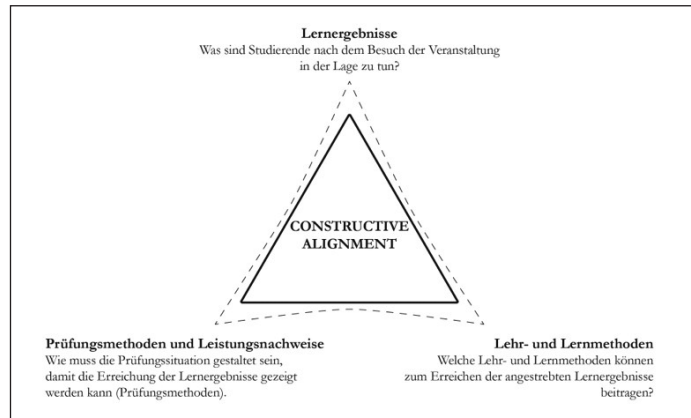 Lernergebnisse
Was sind Studierende nach dem Besuch der Veranstaltung
in der Lage zu tun?
CONSTRUCTIVE
ALIGNMENT
Prüfungsmethoden und Leistungsnachweise
Wie muss die Prüfungssituation gestaltet sein,
damit die Erreichung der Lernergebnisse gezeigt
werden kann (Prüfungsmethoden).
Lehr- und Lernmethoden
Welche Lehr- und Lernmethoden können
zum Erreichen der angestrebten Lernergebnisse
beitragen?